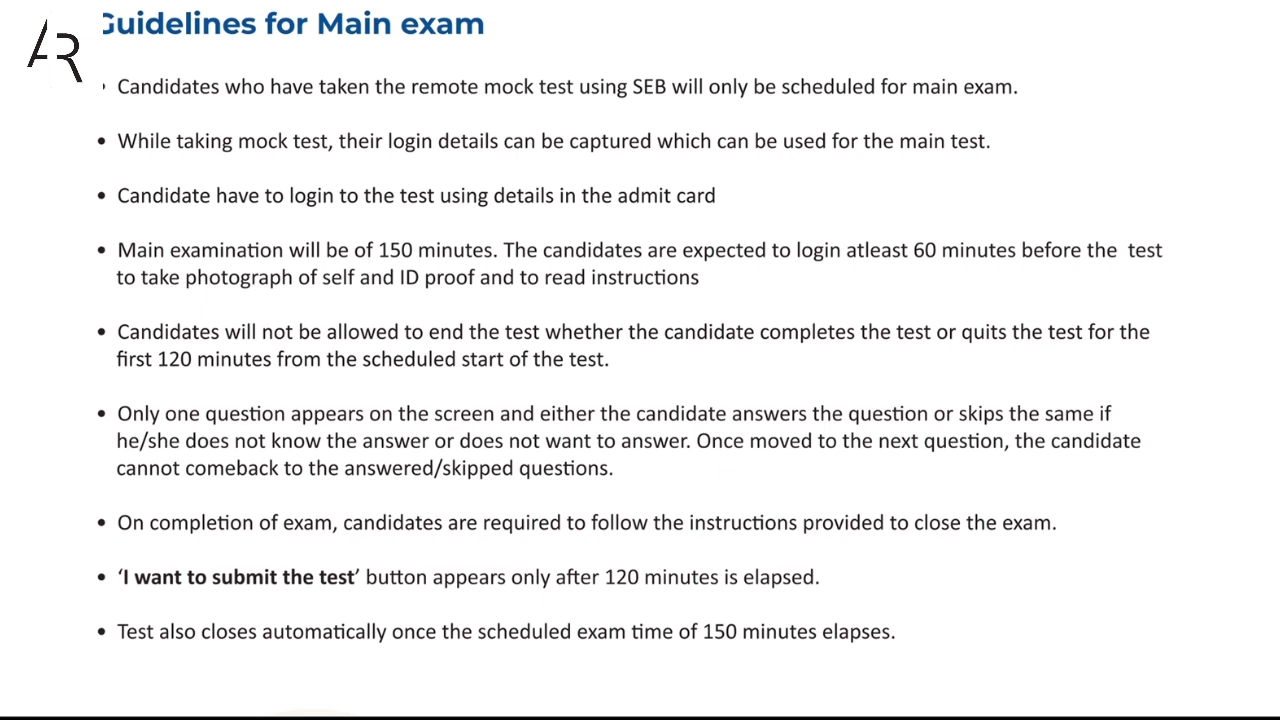 AR
Guidelines for Main exam
• Candidates who have taken the remote mock test using SEB will only be scheduled for main exam.
• While taking mock test, their login details can be captured which can be used for the main test.
• Candidate have to login to the test using details in the admit card
• Main examination will be of 150 minutes. The candidates are expected to login atleast 60 minutes before the test
to take photograph of self and ID proof and to read instructions
• Candidates will not be allowed to end the test whether the candidate completes the test or quits the test for the
first 120 minutes from the scheduled start of the test.
• Only one question appears on the screen and either the candidate answers the question or skips the same if
he/she does not know the answer or does not want to answer. Once moved to the next question, the candidate
cannot comeback to the answered/skipped questions.
• On completion of exam, candidates are required to follow the instructions provided to close the exam.
• ‘I want to submit the test’ button appears only after 120 minutes is elapsed.
• Test also closes automatically once the scheduled exam time of 150 minutes elapses.